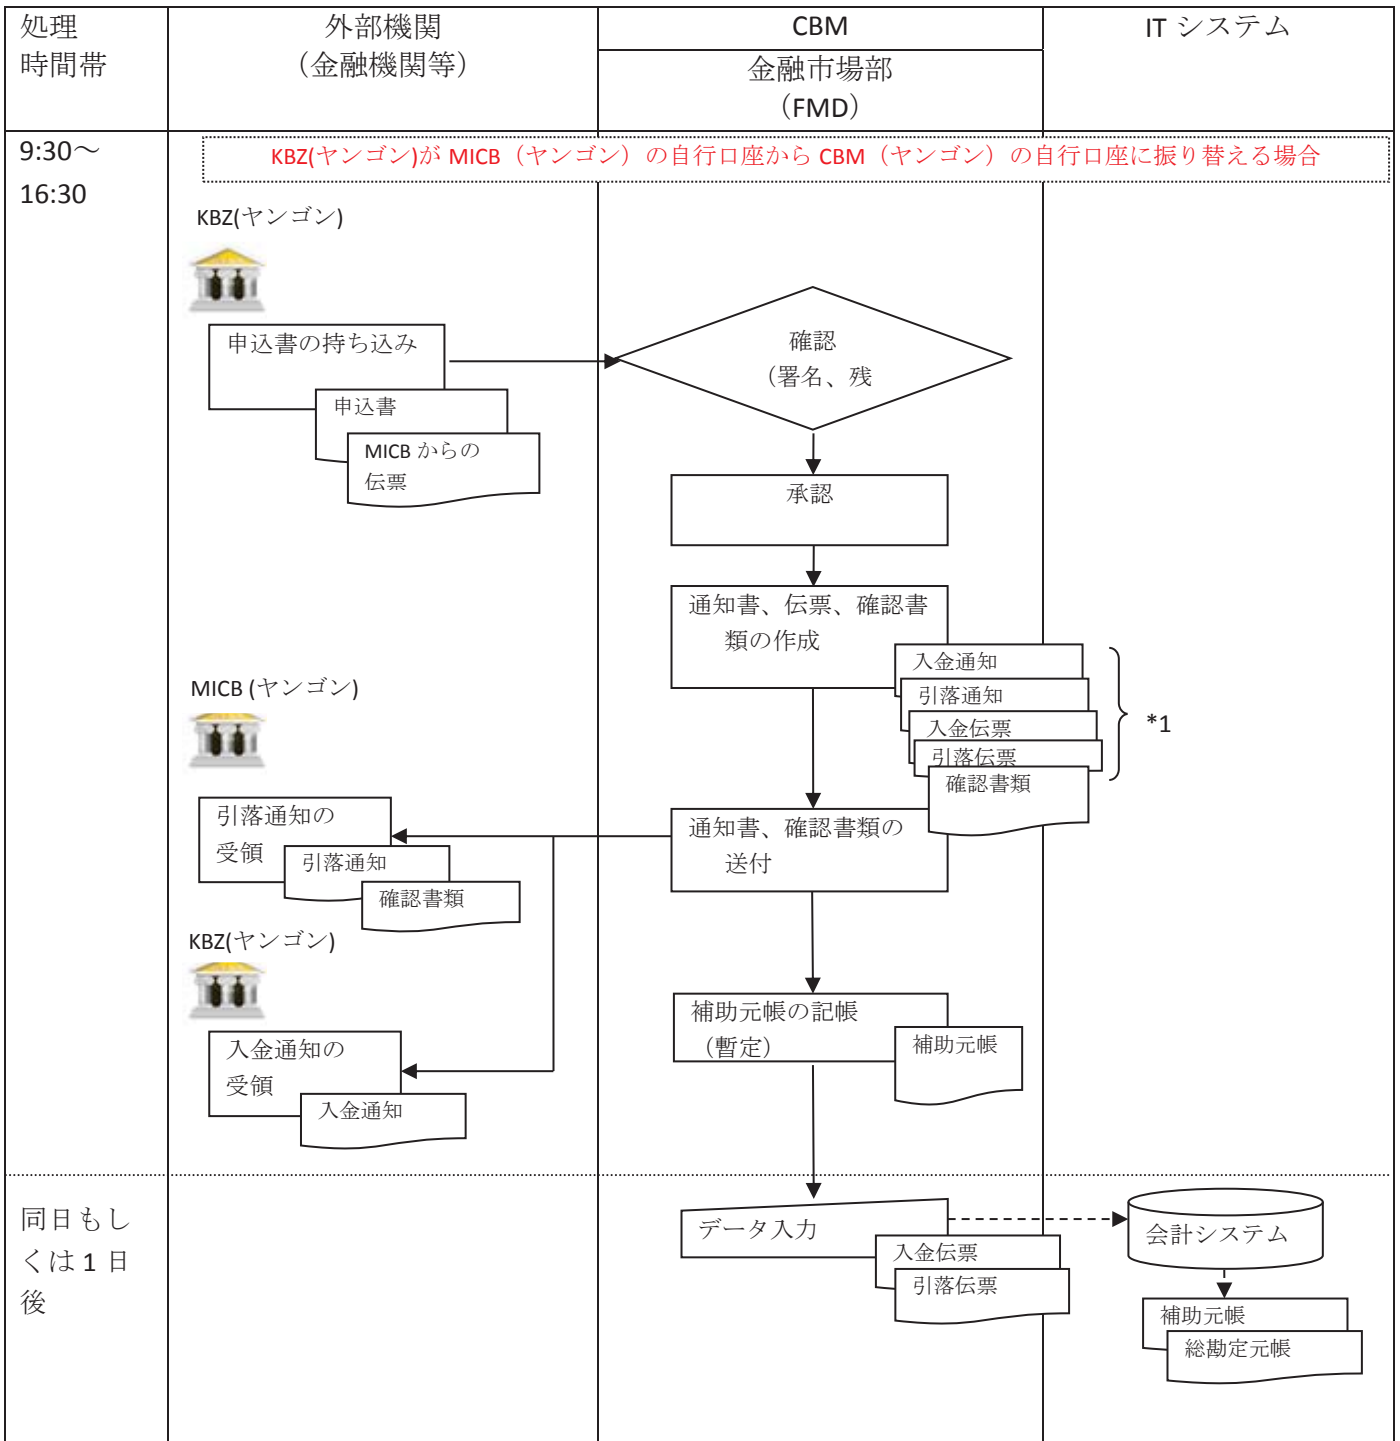 処理
時間帯
外部機関
（金融機関等）
CBM
金融市場部
（FMD）
IT システム
9:30～
16:30
KBZ(ヤンゴン)が MICB（ヤンゴン）の自行口座から CBM（ヤンゴン）の自行口座に振り替える場合
KBZ(ヤンゴン)
申込書の持ち込み
申込書
MICB からの
伝票
確認
（署名、残
承認
通知書、伝票、確認書
類の作成
入金通知
引落通知
入金伝票
引落伝票
確認書類
*1
MICB (ヤンゴン)
引落通知の
受領
引落通知
確認書類
通知書、確認書類の
送付
KBZ(ヤンゴン)
入金通知の
受領
入金通知
補助元帳の記帳
（暫定）
補助元帳
同日もし
くは 1 日
後
データ入力
入金伝票
引落伝票
会計システム
補助元帳
総勘定元帳